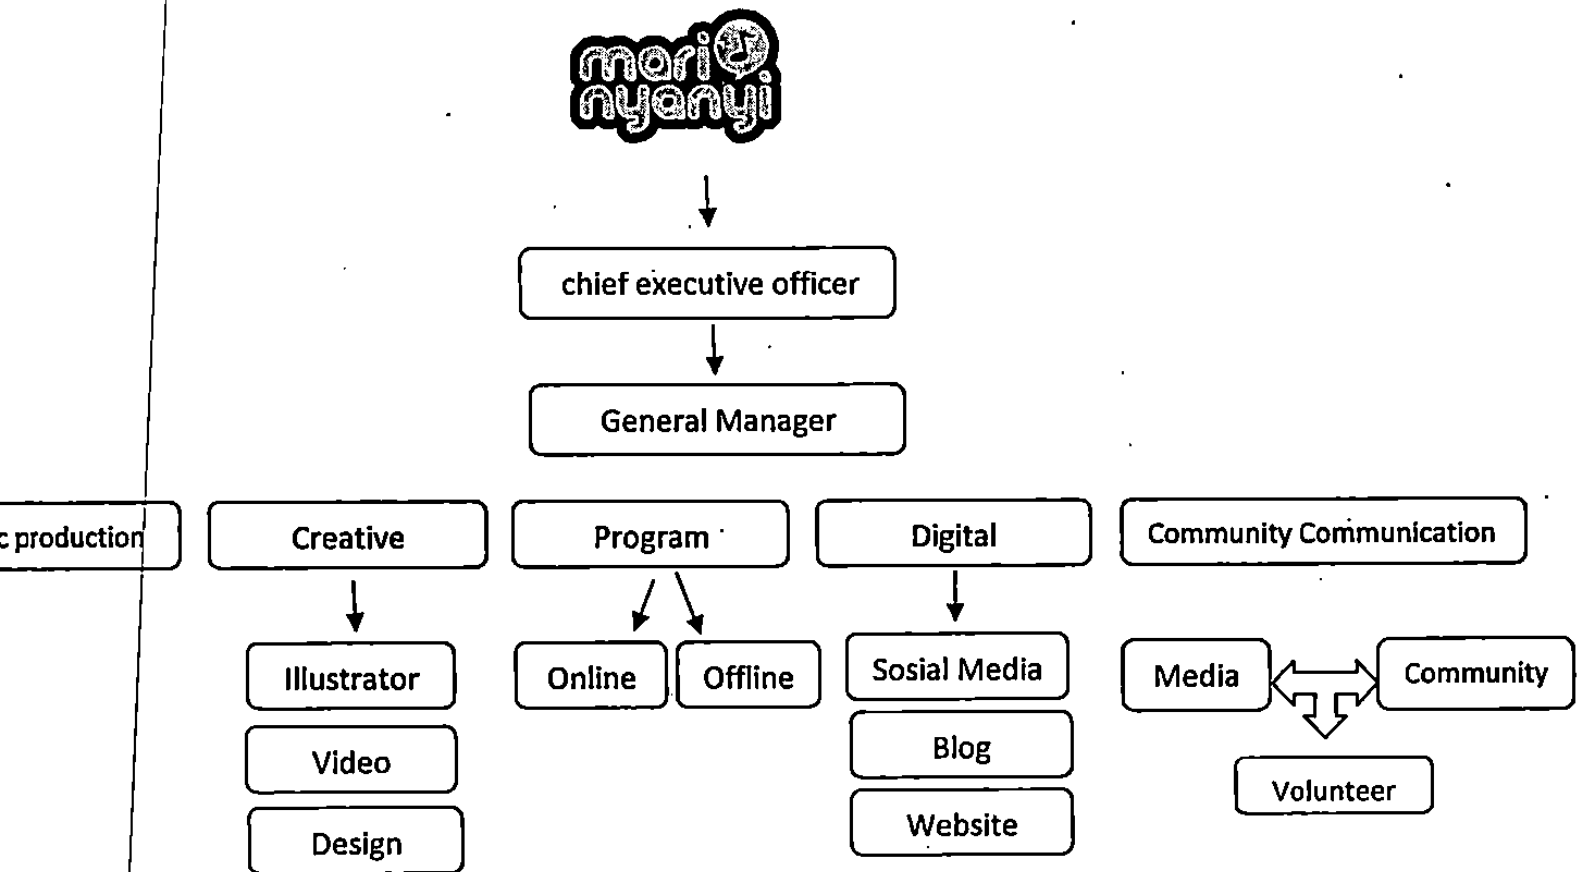 mari
nyanyi
chief executive officer
General Manager
c production
Creative
Program
Digital
Community Communication
Illustrator
Online
Offline
Sosial Media
Media
Community
Video
Blog
Volunteer
Design
Website